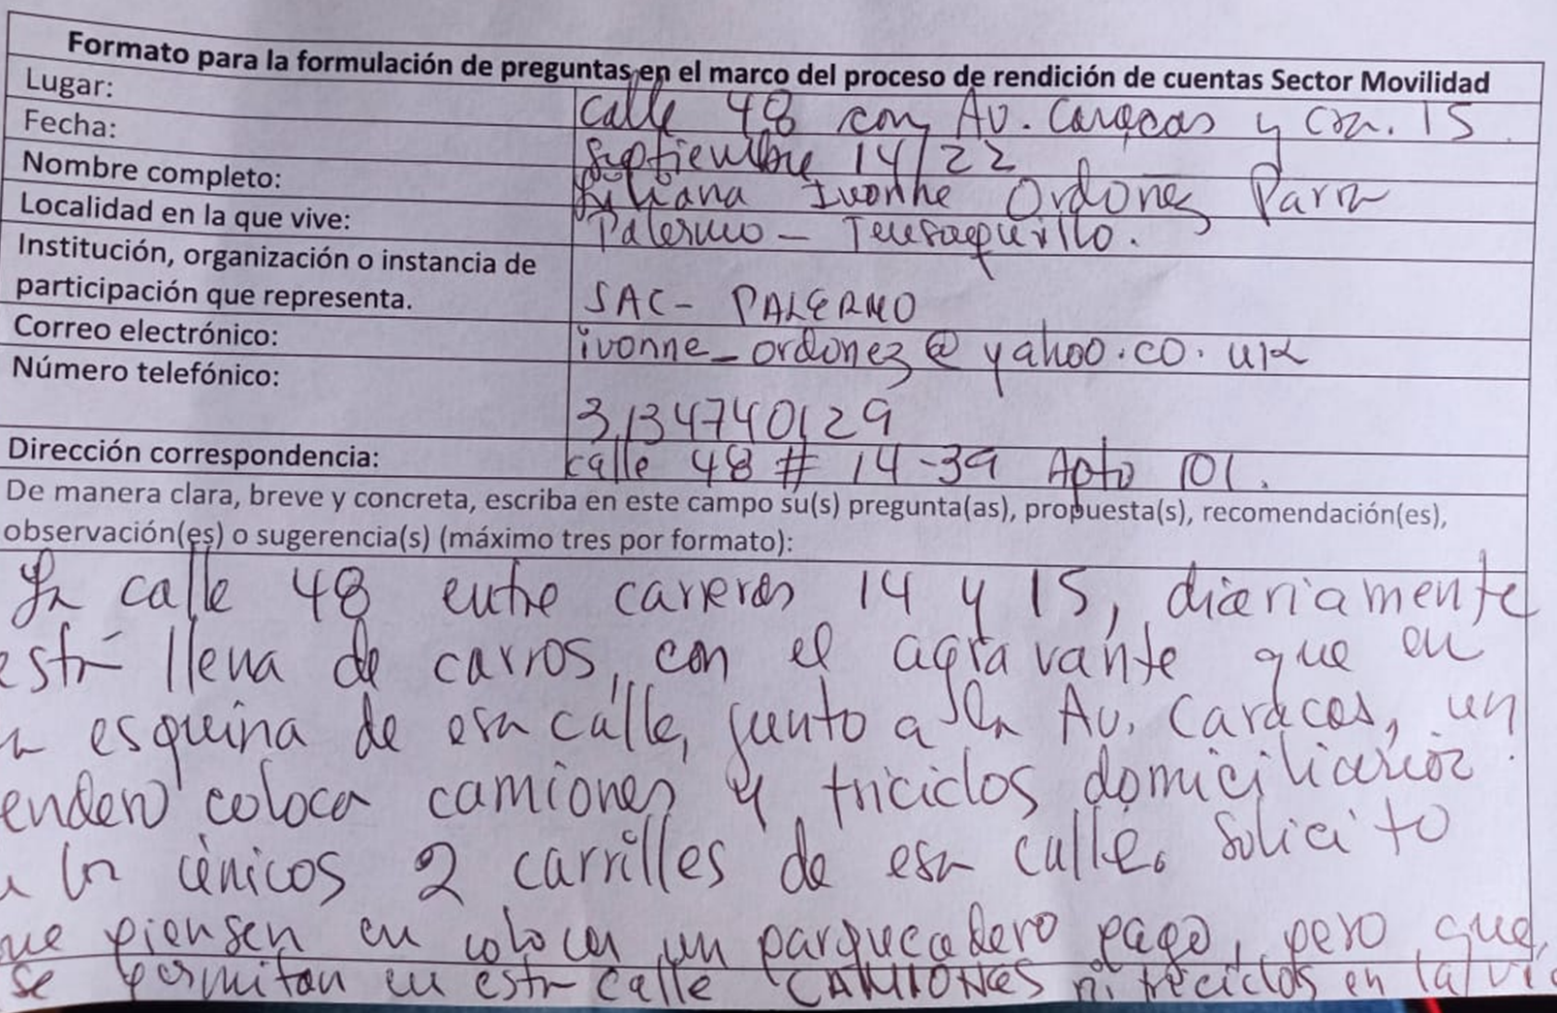 Formato para la formulación de preguntas en el marco del proceso de rendición de cuentas Sector Movilidad
Lugar: Calle 48 con Av. Caracas y Cra. 15
Fecha: Septiembre 14/22
Nombre completo: Liliana Ivonne Ordoñez Parra
Localidad en la que vive: Palermo - Teusaquillo.
Institución, organización o instancia de
participación que representa. SAC- PALERMO
Correo electrónico: ivonne_ordonez@yahoo.co.uk
Número telefónico:
3134740129
Dirección correspondencia: calle 48 # 14-39 Apto 101.
De manera clara, breve y concreta, escriba en este campo su(s) pregunta(as), propuesta(s), recomendación(es),
observación(es) o sugerencia(s) (máximo tres por formato):
La calle 48 entre carreras 14 y 15, diariamente
está llena de carros, con el agravante que en
a esquina de esa calle, junto a la Av. Caracas, un
endero coloca camiones y triciclos domiciliarios
a los únicos 2 carrilles de esa calle. Solicito
ue piensen en colocar un parqueadero pago, pero que,
se permitan en esta calle CAMIONES ni treciclos en la ví